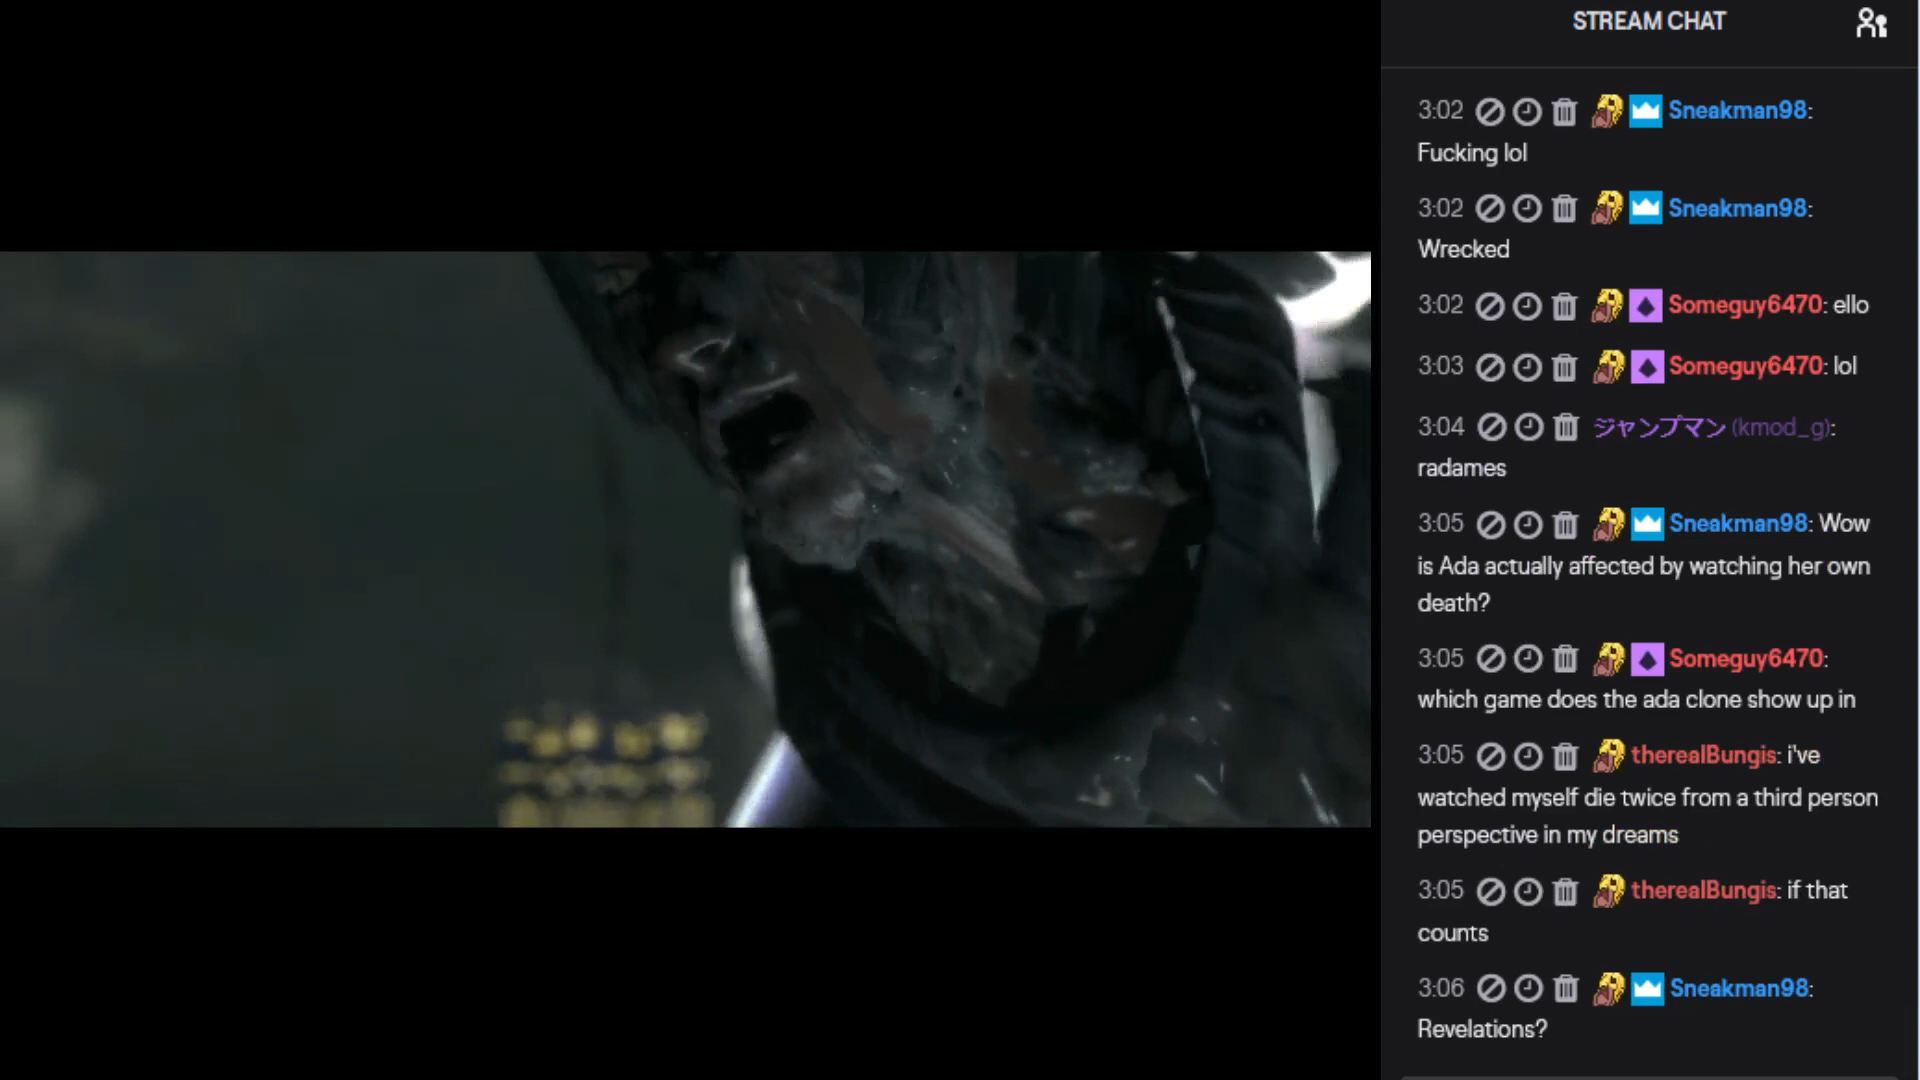 STREAM CHAT
3:02 Sneakman98:
Fucking lol
3:02 Sneakman98:
Wrecked
3:02 Someguy6470: ello
3:03 Someguy6470: lol
3:04 ジャンプマン (kmod_g):
radames
3:05 Sneakman98: Wow
is Ada actually affected by watching her own
death?
3:05 Someguy6470:
which game does the ada clone show up in
3:05 therealBungis: i've
watched myself die twice from a third person
perspective in my dreams
3:05 therealBungis: if that
counts
3:06 Sneakman98:
Revelations?